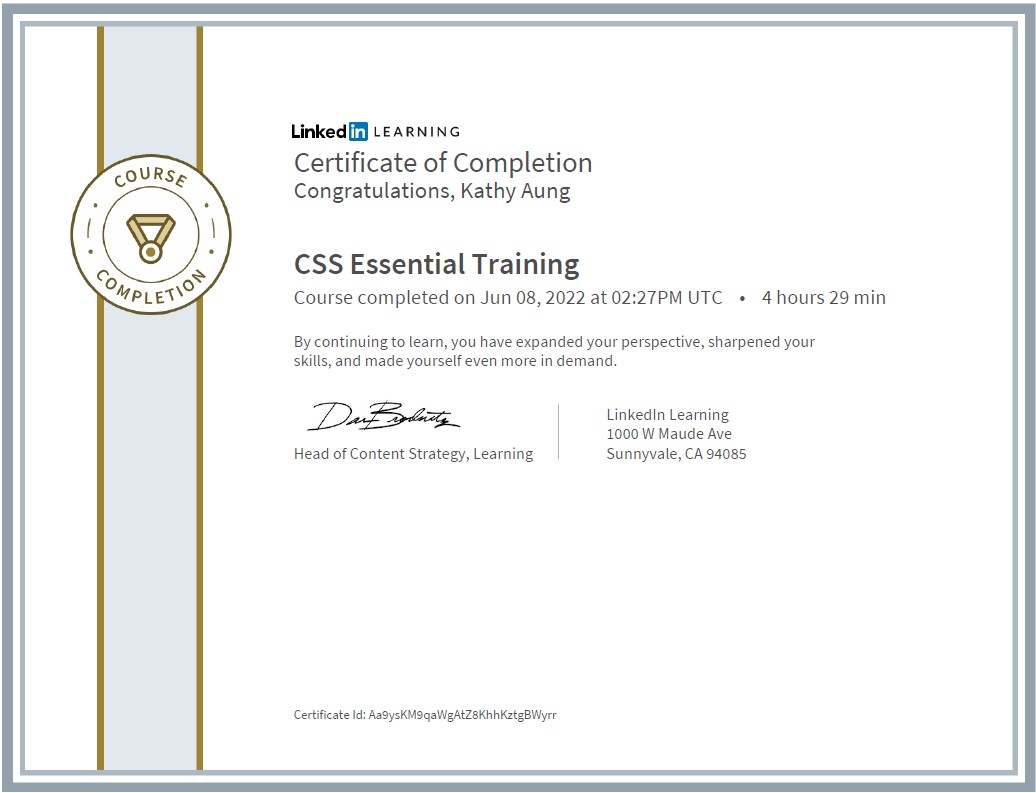 COURSE
COMPLETION
Linked in LEARNING
Certificate of Completion
Congratulations, Kathy Aung
CSS Essential Training
Course completed on Jun 08, 2022 at 02:27PM UTC • 4 hours 29 min
By continuing to learn, you have expanded your perspective, sharpened your
skills, and made yourself even more in demand.
Head of Content Strategy, Learning
LinkedIn Learning
1000 W Maude Ave
Sunnyvale, CA 94085
Certificate Id: Aa9ysKM9qaWgAtZ8KhhKztgBWyrr